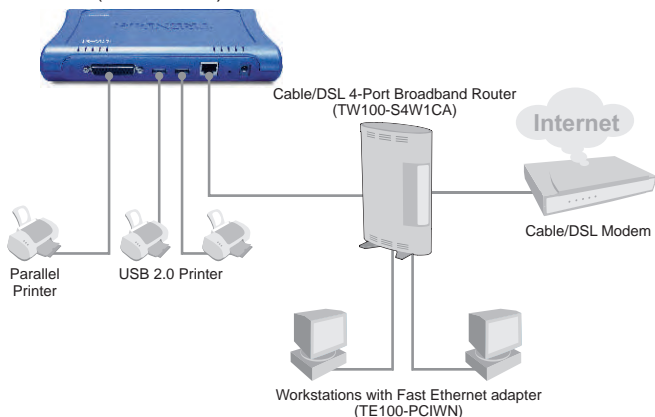 Cable/DSL 4-Port Broadband Router
(TW100-S4W1CA)
Internet
Cable/DSL Modem
Parallel
Printer
USB 2.0 Printer
Workstations with Fast Ethernet adapter
(TE100-PCIWN)